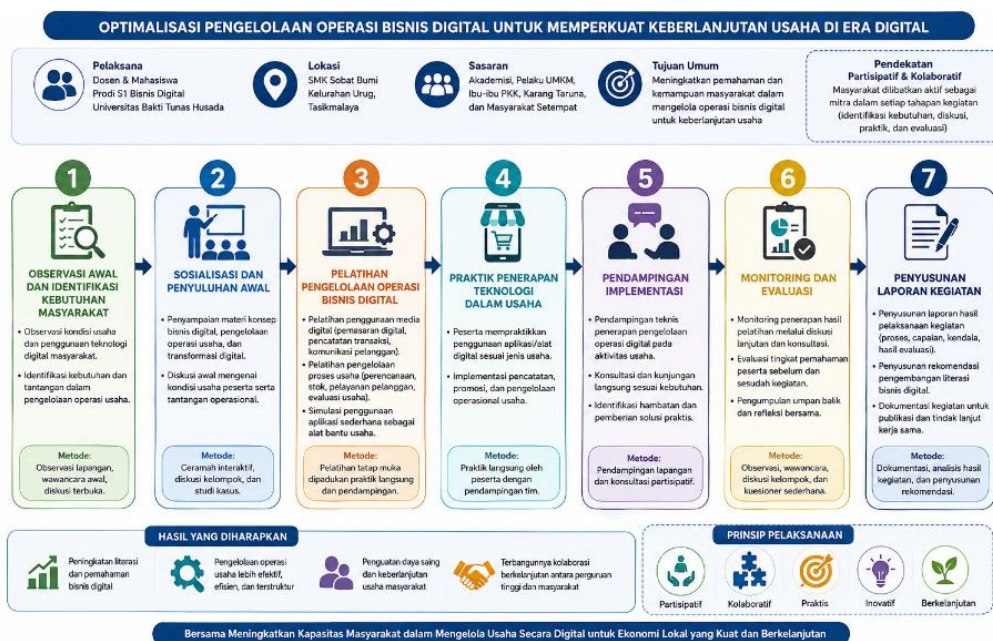 OPTIMALISASI PENGELOLAAN OPERASI BISNIS DIGITAL UNTUK MEMPERKUAT KEBERLANJUTAN USAHA DI ERA DIGITAL
Pelaksana
Dosen & Mahasiswa
Prodi S1 Bisnis Digital
Universitas Bakti Tunas Husada
Lokasi
SMK Sobat Bumi
Kelurahan Urug,
Tasikmalaya
Sasaran
Akademisi, Pelaku UMKM,
Ibu-ibu PKK, Karang Taruna,
dan Masyarakat Setempat
Tujuan Umum
Meningkatkan pemahaman dan
kemampuan masyarakat dalam
mengelola operasi bisnis digital
untuk keberlanjutan usaha
Pendekatan
Partisipatif & Kolaboratif
Masyarakat dilibatkan aktif sebagai
mitra dalam setiap tahapan kegiatan
(identifikasi kebutuhan, diskusi,
praktik, dan evaluasi)
1
OBSERVASI AWAL
DAN IDENTIFIKASI
KEBUTUHAN
MASYARAKAT
• Observasi kondisi usaha
dan penggunaan teknologi
digital masyarakat.
• Identifikasi kebutuhan dan
tantangan dalam
pengelolaan operasi usaha.
Metode:
Observasi lapangan,
wawancara awal,
diskusi terbuka.
2
SOSIALISASI DAN
PENYULUHAN AWAL
• Penyampaian materi konsep
bisnis digital, pengelolaan
operasi usaha, dan
transformasi digital.
• Diskusi awal mengenai
kondisi usaha peserta serta
tantangan operasional.
Metode:
Ceramah interaktif,
diskusi kelompok, dan
studi kasus.
3
PELATIHAN
PENGELOLAAN OPERASI
BISNIS DIGITAL
• Pelatihan penggunaan media
digital (pemasaran digital,
pencatatan transaksi,
komunikasi pelanggan).
• Pelatihan pengelolaan
proses usaha (perencanaan,
stok, pelayanan pelanggan,
evaluasi usaha).
• Simulasi penggunaan
aplikasi sederhana sebagai
alat bantu usaha.
Metode:
Pelatihan tatap muka
dipadukan praktik langsung
dan pendampingan.
4
PRAKTIK PENERAPAN
TEKNOLOGI
DALAM USAHA
• Peserta mempraktikkan
penggunaan aplikasi/alat
digital sesuai jenis usaha.
• Implementasi pencatatan,
promosi, dan pengelolaan
operasional usaha.
Metode:
Praktik langsung oleh
peserta dengan
pendampingan tim.
5
PENDAMPINGAN
IMPLEMENTASI
• Pendampingan teknis
penerapan pengelolaan
operasi digital pada
aktivitas usaha.
• Konsultasi dan kunjungan
langsung sesuai kebutuhan.
• Identifikasi hambatan dan
pemberian solusi praktis.
Metode:
Pendampingan lapangan
dan konsultasi partisipatif.
6
MONITORING DAN
EVALUASI
• Monitoring penerapan hasil
pelatihan melalui diskusi
lanjutan dan konsultasi.
• Evaluasi tingkat pemahaman
peserta sebelum dan
sesudah kegiatan.
• Pengumpulan umpan balik
dan refleksi bersama.
Metode:
Observasi, wawancara,
diskusi kelompok, dan
kuesioner sederhana.
7
PENYUSUNAN
LAPORAN KEGIATAN
• Penyusunan laporan hasil
pelaksanaan kegiatan
(proses, capaian, kendala,
hasil evaluasi).
• Penyusunan rekomendasi
pengembangan literasi
bisnis digital.
• Dokumentasi kegiatan untuk
publikasi dan tindak lanjut
kerja sama.
Metode:
Dokumentasi, analisis hasil
kegiatan, dan penyusunan
rekomendasi.
HASIL YANG DIHARAPKAN
Peningkatan literasi
dan pemahaman
bisnis digital
Pengelolaan operasi
usaha lebih efektif,
efisien, dan terstruktur
Penguatan daya saing
dan keberlanjutan
usaha masyarakat
Terbangunnya kolaborasi
berkelanjutan antara perguruan
tinggi dan masyarakat
PRINSIP PELAKSANAAN
Partisipatif
Kolaboratif
Praktis
Inovatif
Berkelanjutan
Bersama Meningkatkan Kapasitas Masyarakat dalam Mengelola Usaha Secara Digital untuk Ekonomi Lokal yang Kuat dan Berkelanjutan